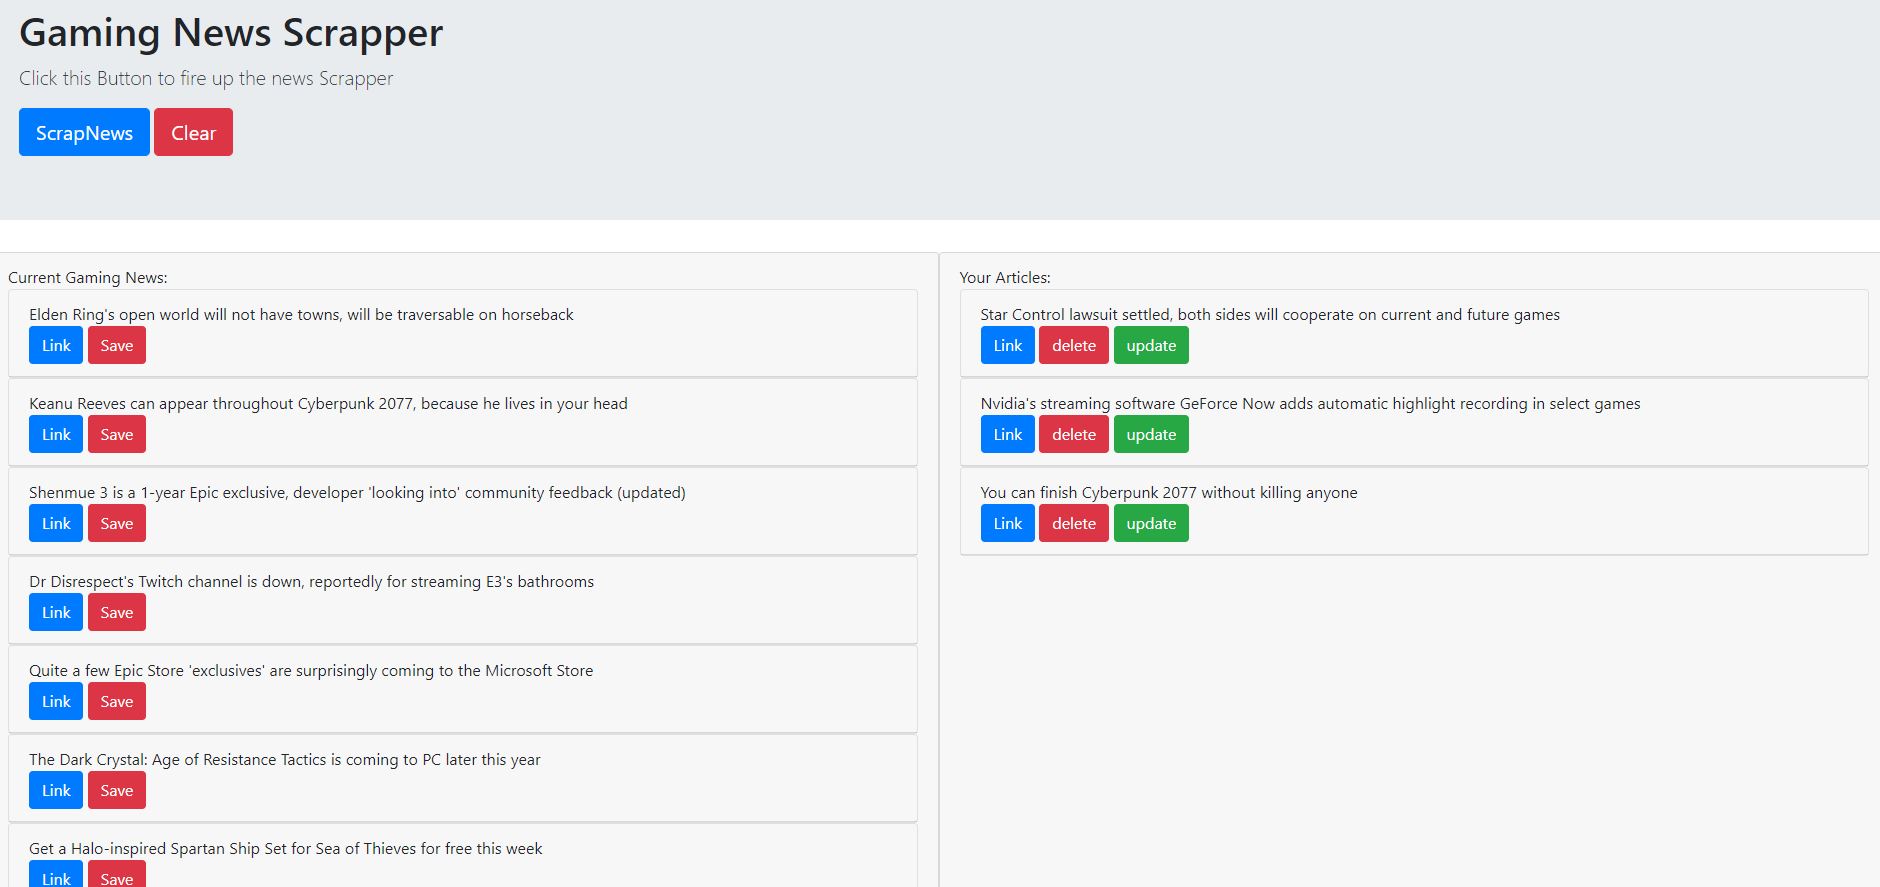 Gaming News Scrapper
Click this Button to fire up the news Scrapper
ScrapNews Clear
Current Gaming News:
Elden Ring's open world will not have towns, will be traversable on horseback
Link Save
Keanu Reeves can appear throughout Cyberpunk 2077, because he lives in your head
Link Save
Shenmue 3 is a 1-year Epic exclusive, developer 'looking into' community feedback (updated)
Link Save
Dr Disrespect's Twitch channel is down, reportedly for streaming E3's bathrooms
Link Save
Quite a few Epic Store 'exclusives' are surprisingly coming to the Microsoft Store
Link Save
The Dark Crystal: Age of Resistance Tactics is coming to PC later this year
Link Save
Get a Halo-inspired Spartan Ship Set for Sea of Thieves for free this week
Link Save
Your Articles:
Star Control lawsuit settled, both sides will cooperate on current and future games
Link delete update
Nvidia's streaming software GeForce Now adds automatic highlight recording in select games
Link delete update
You can finish Cyberpunk 2077 without killing anyone
Link delete update